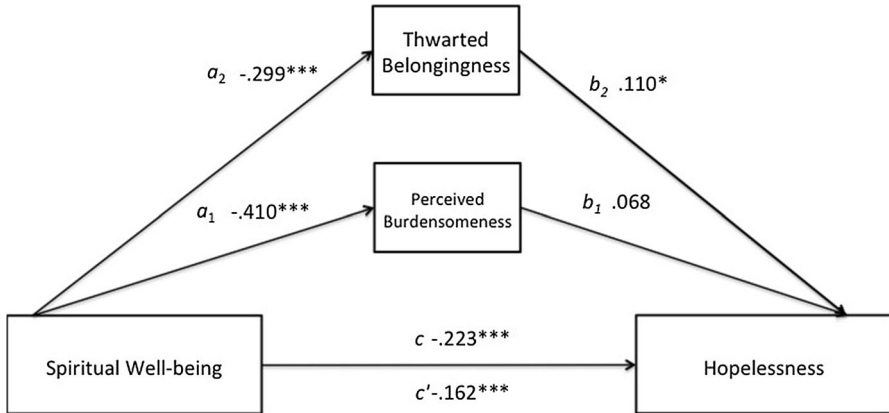 Thwarted
Belongingness
a₂ -.299***
b₂ .110*
Perceived
Burdensomeness
a₁ -.410***
b₁ .068
c -.223***
Spiritual Well-being
Hopelessness
c'-.162***